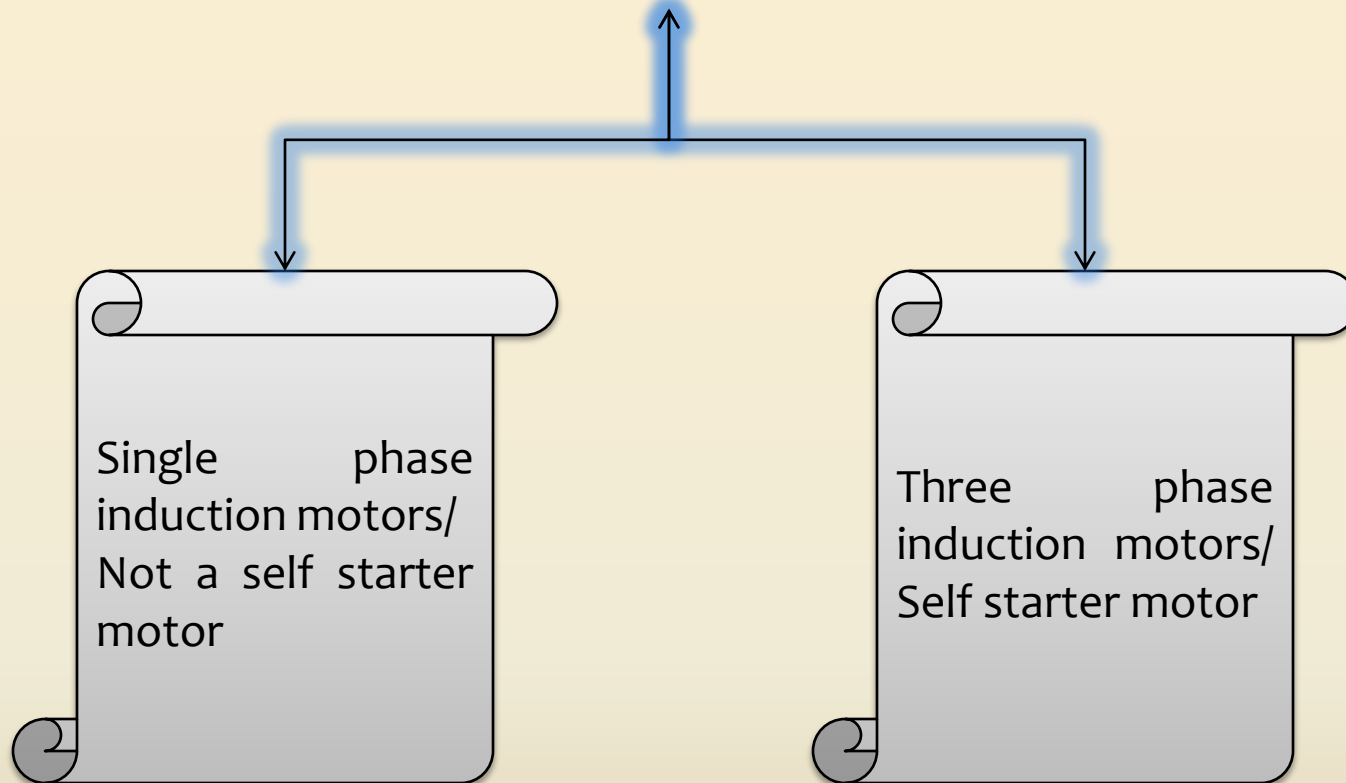 Single phase
induction motors/
Not a self starter
motor
Three phase
induction motors/
Self starter motor